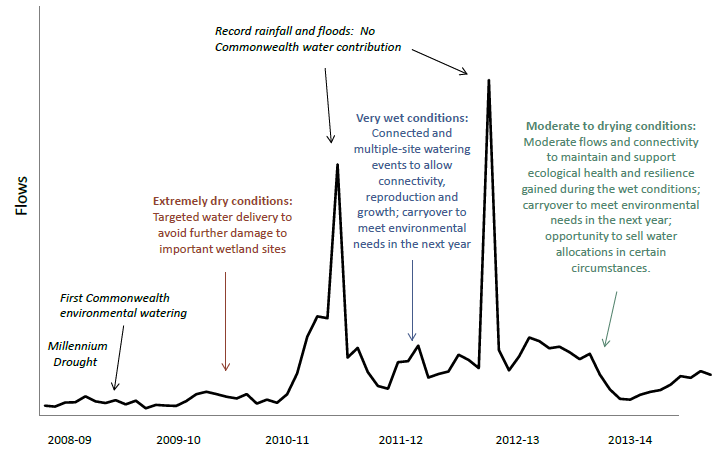 Record rainfall and floods:  No
Commonwealth water contribution
Very wet conditions:
Connected and
multiple-site watering
events to allow
connectivity,
reproduction and
growth; carryover to
meet environmental
needs in the next year
Moderate to drying conditions:
Moderate flows and connectivity
to maintain and support
ecological health and resilience
gained during the wet conditions;
carryover to meet environmental
needs in the next year;
opportunity to sell water
allocations in certain
circumstances.
Extremely dry conditions:
Targeted water delivery to
avoid further damage to
important wetland sites
Flows
First Commonwealth
environmental watering
Millennium
Drought
2008-09 2009-10 2010-11 2011-12 2012-13 2013-14